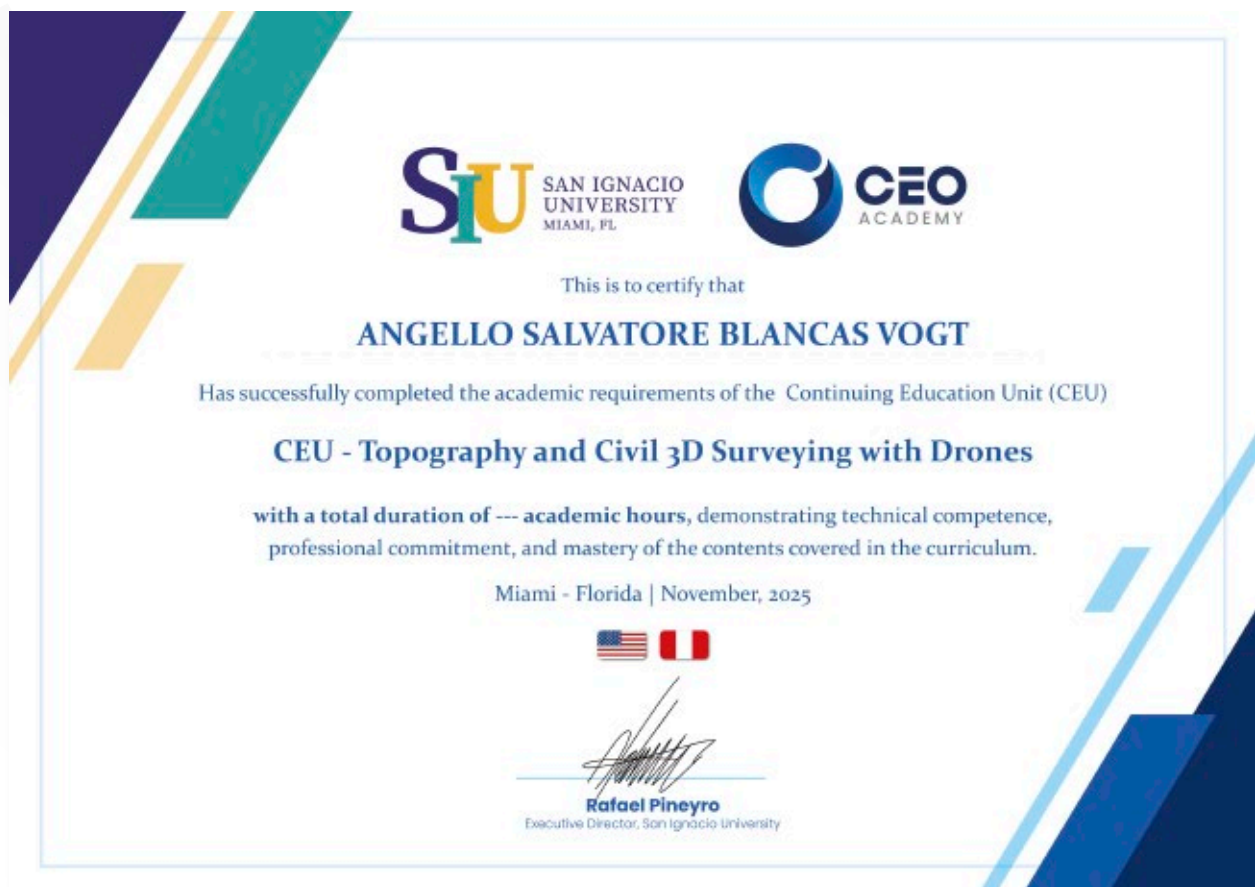 SIU
SAN IGNACIO
UNIVERSITY
MIAMI, FL
CEO
ACADEMY
This is to certify that
ANGELLO SALVATORE BLANCAS VOGT
Has successfully completed the academic requirements of the Continuing Education Unit (CEU)
CEU - Topography and Civil 3D Surveying with Drones
with a total duration of --- academic hours, demonstrating technical competence,
professional commitment, and mastery of the contents covered in the curriculum.
Miami - Florida | November, 2025
Rafael Pineyro
Executive Director, San Ignacio University